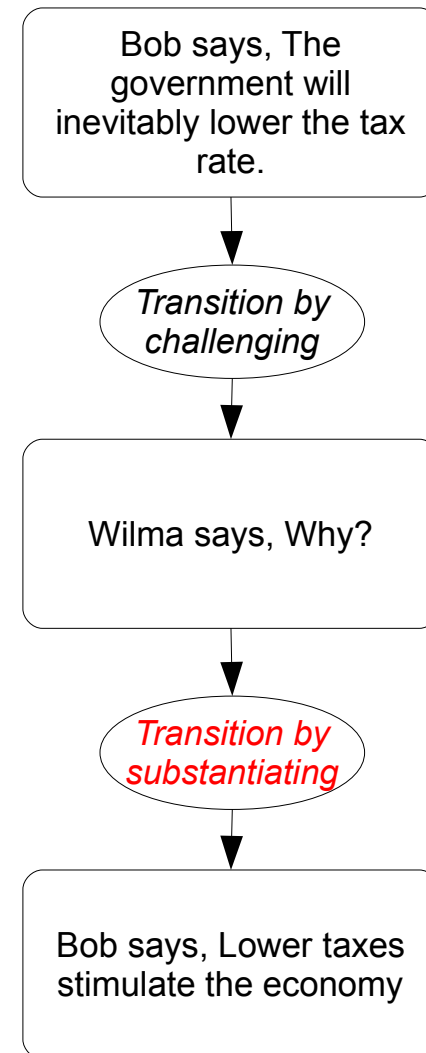 Bob says, The
government will
inevitably lower the tax
rate.
Transition by
challenging
Wilma says, Why?
Transition by
substantiating
Bob says, Lower taxes
stimulate the economy